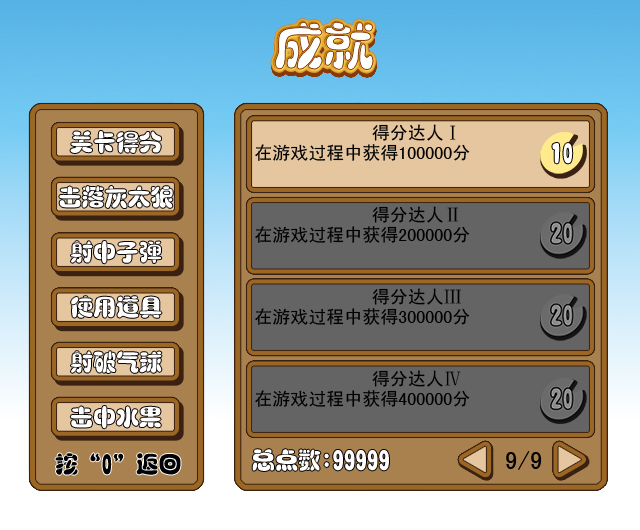 成就
关卡得分
击落灰太狼
射中子弹
使用道具
射破气球
击中水果
按“0”返回
得分达人Ⅰ
在游戏过程中获得100000分
10
得分达人Ⅱ
在游戏过程中获得200000分
20
得分达人Ⅲ
在游戏过程中获得300000分
20
得分达人Ⅳ
在游戏过程中获得400000分
20
总点数:99999
9/9